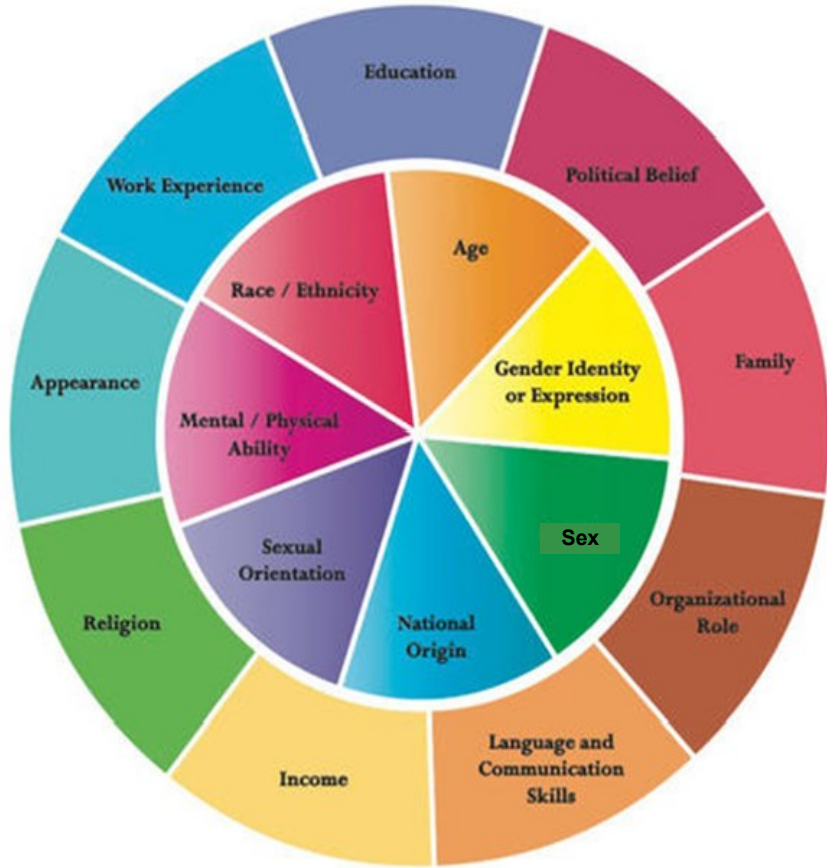 Education
Political Belief
Family
Organizational
Role
Language and
Communication
Skills
Income
Religion
Appearance
Work Experience
Age
Gender Identity
or Expression
Sex
National
Origin
Sexual
Orientation
Mental / Physical
Ability
Race / Ethnicity